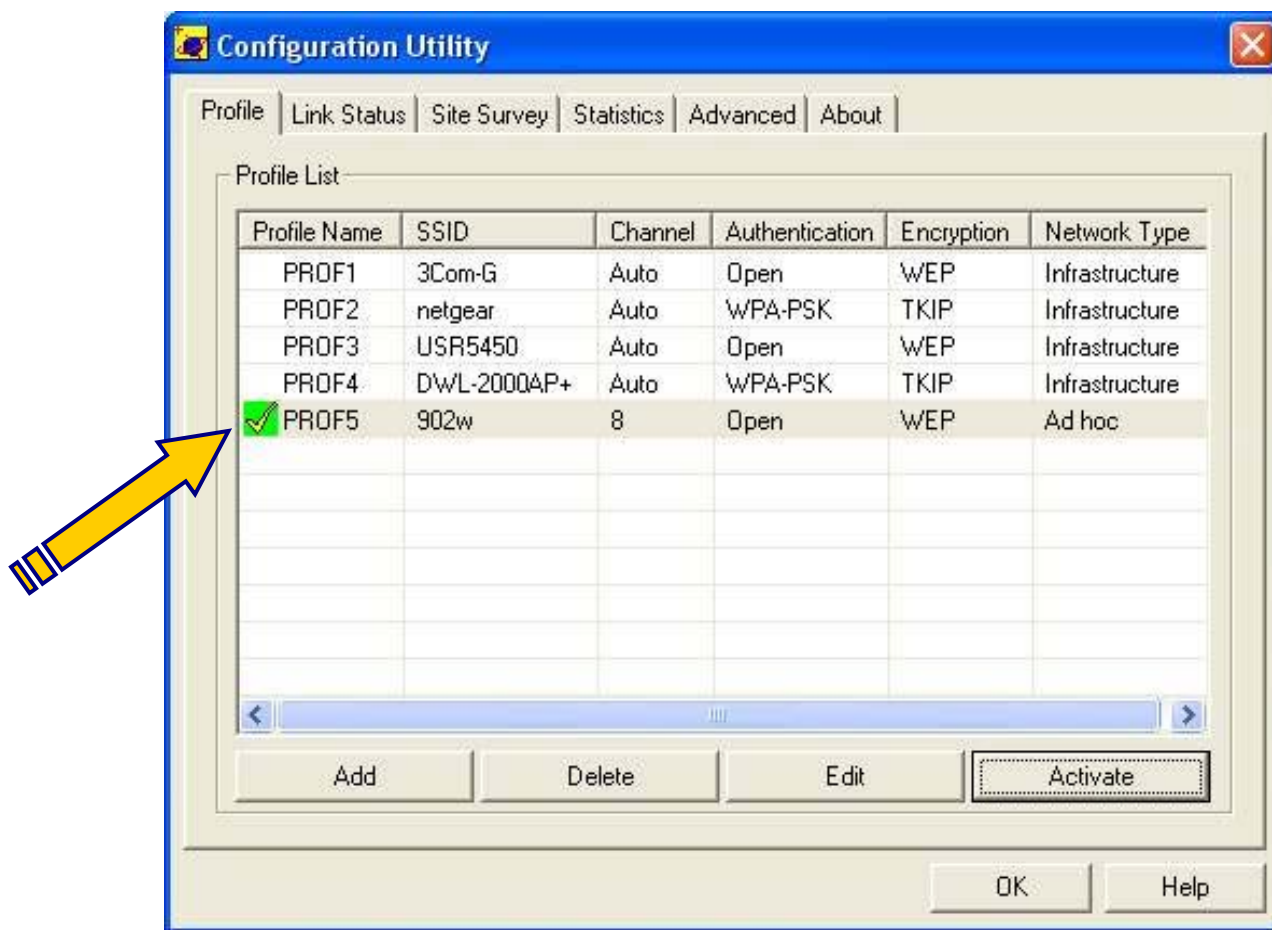 Configuration Utility
Profile Link Status Site Survey Statistics Advanced About
Profile List
Profile Name SSID Channel Authentication Encryption Network Type
PROF1 3Com-G Auto Open WEP Infrastructure
PROF2 netgear Auto WPA-PSK TKIP Infrastructure
PROF3 USR5450 Auto Open WEP Infrastructure
PROF4 DWL-2000AP+ Auto WPA-PSK TKIP Infrastructure
PROF5 902w 8 Open WEP Ad hoc
Add Delete Edit Activate
OK Help